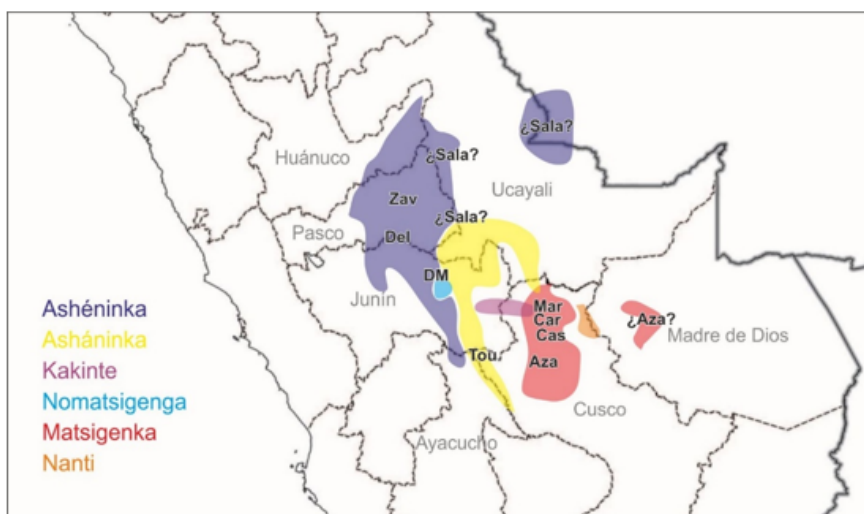 ¿Sala?
Huánuco
¿Sala?
Ucayali
Zav
¿Sala?
Pasco
Del
DM
Junín
Mar
Car
Cas
¿Aza?
Madre de Dios
Tou
Aza
Cusco
Ayacucho
Ashéninka
Asháninka
Kakinte
Nomatsigenga
Matsigenka
Nanti